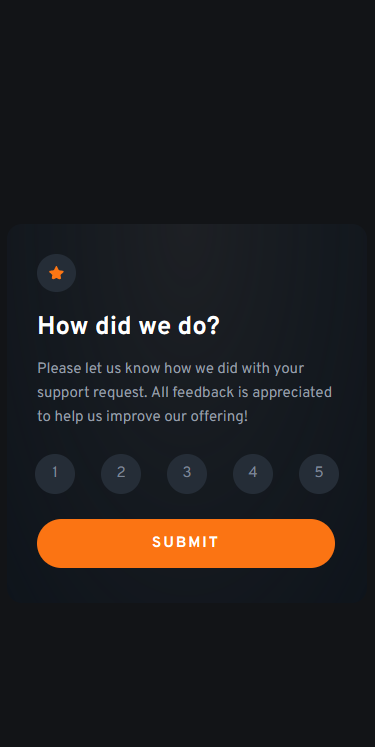 How did we do?
Please let us know how we did with your
support request. All feedback is appreciated
to help us improve our offering!
1 2 3 4 5
SUBMIT